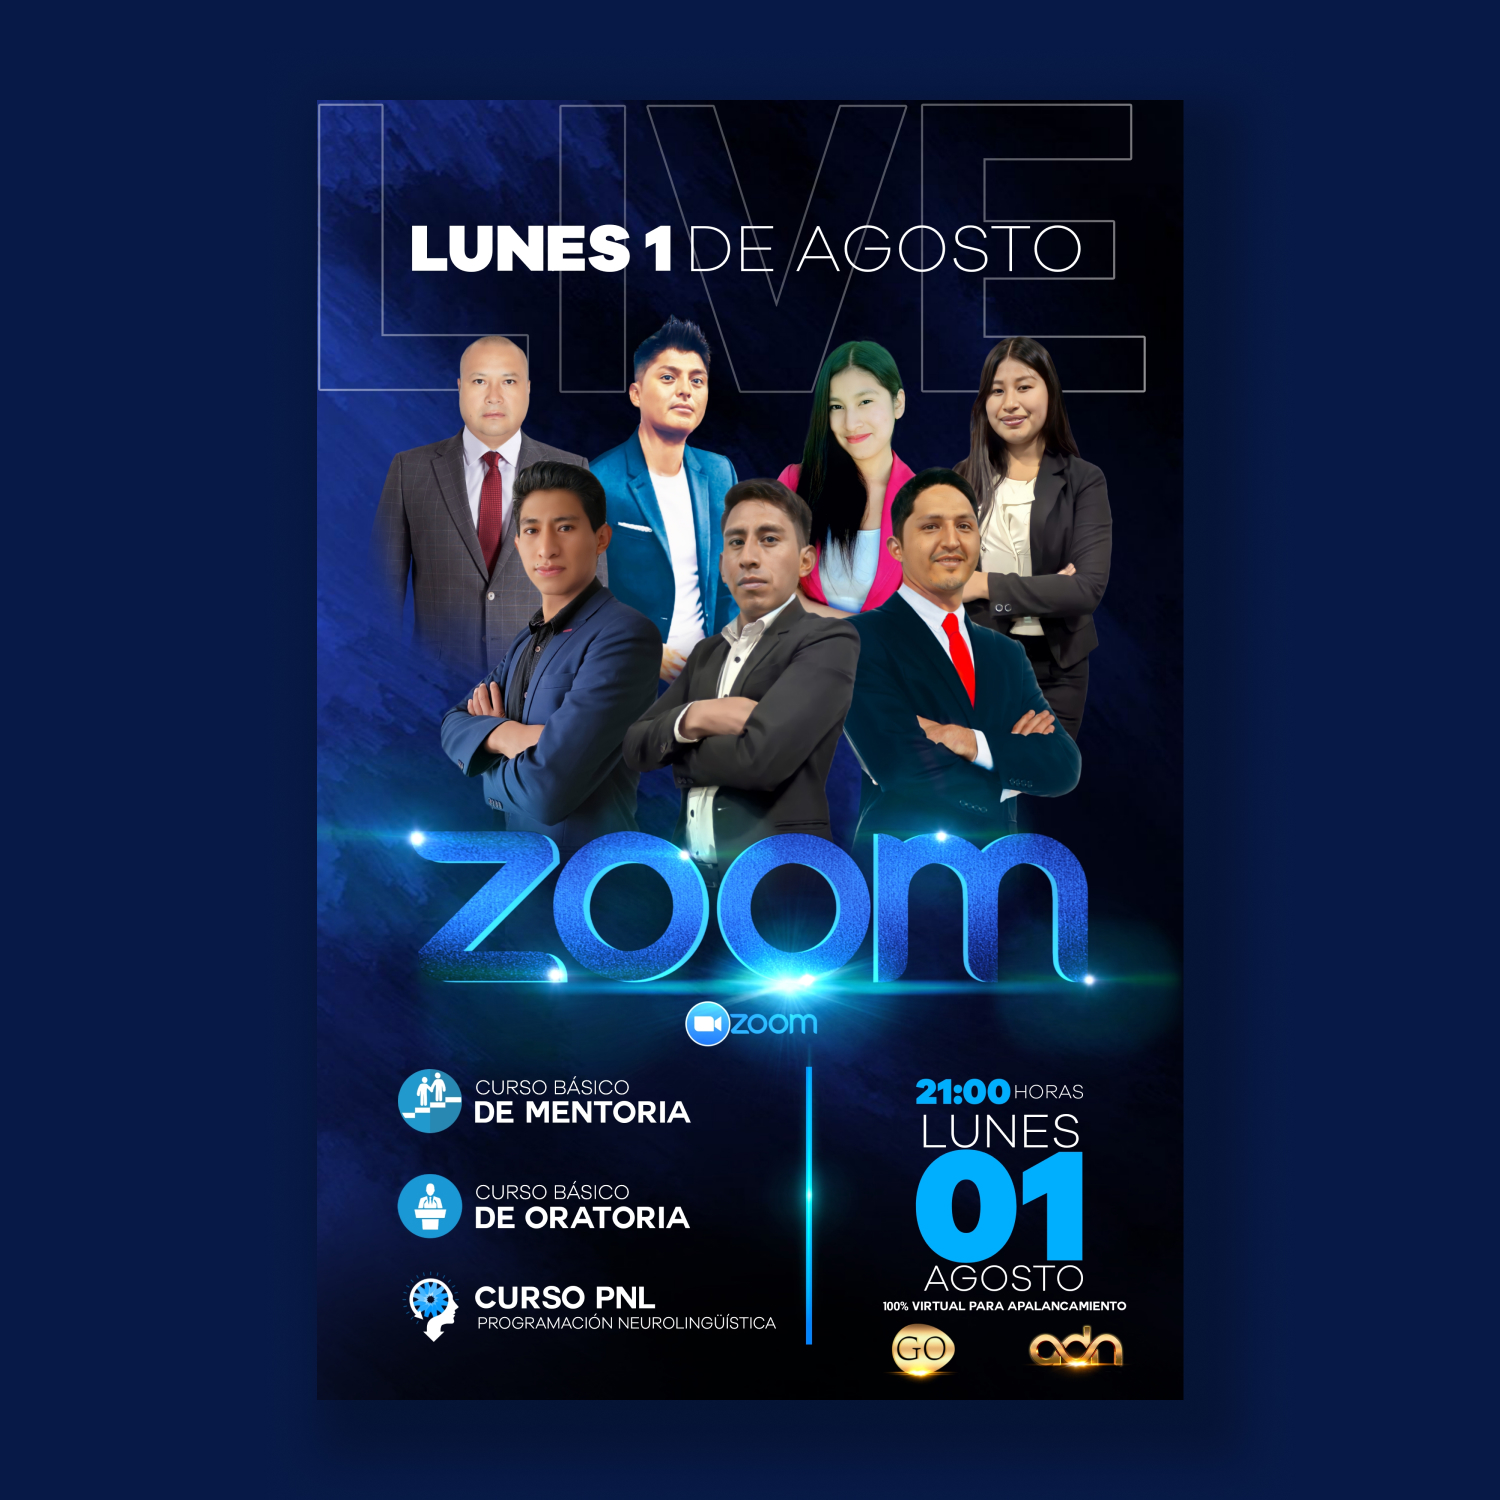 LIVE
LUNES 1 DE AGOSTO
zoom
zoom
CURSO BÁSICO
DE MENTORIA
CURSO BÁSICO
DE ORATORIA
CURSO PNL
PROGRAMACIÓN NEUROLINGÜÍSTICA
21:00 HORAS
LUNES
01
AGOSTO
100% VIRTUAL PARA APALANCAMIENTO
GO
adn